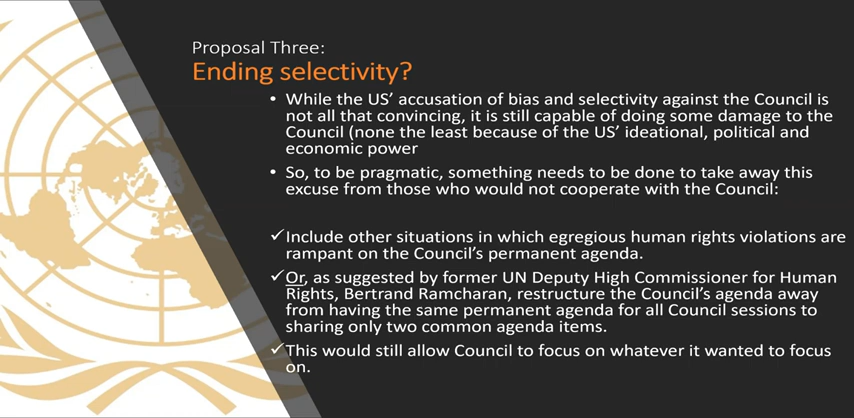 Proposal Three:
Ending selectivity?
• While the US' accusation of bias and selectivity against the Council is
not all that convincing, it is still capable of doing some damage to the
Council (none the least because of the US' ideational, political and
economic power
• So, to be pragmatic, something needs to be done to take away this
excuse from those who would not cooperate with the Council:
✓Include other situations in which egregious human rights violations are
rampant on the Council's permanent agenda.
✓Or, as suggested by former UN Deputy High Commissioner for Human
Rights, Bertrand Ramcharan, restructure the Council's agenda away
from having the same permanent agenda for all Council sessions to
sharing only two common agenda items.
✓This would still allow Council to focus on whatever it wanted to focus
on.